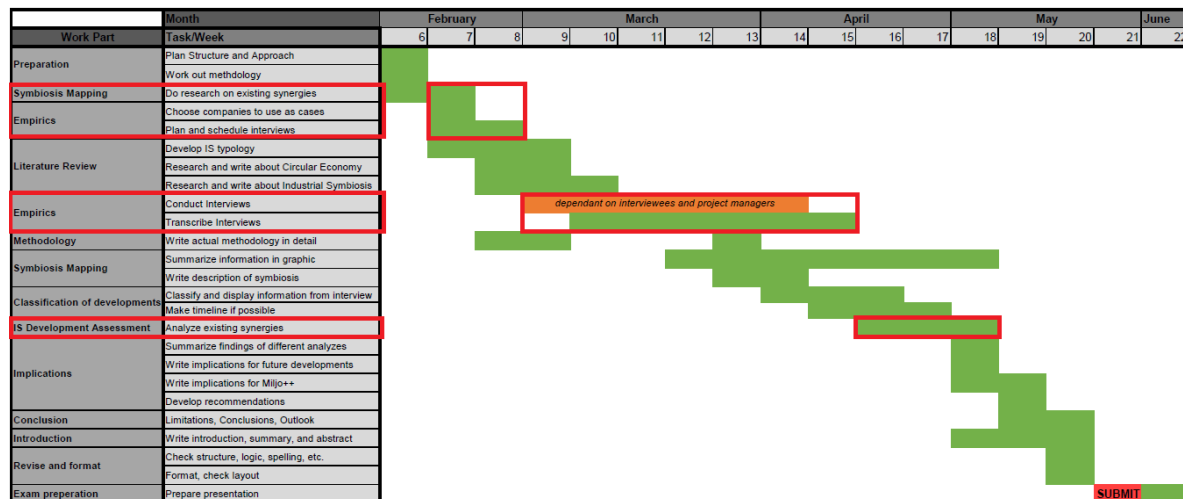 Month February March April May June
Work Part Task/Week 6 7 8 9 10 11 12 13 14 15 16 17 18 19 20 21 22
Preparation Plan Structure and Approach
Work out methdology
Symbiosis Mapping Do research on existing synergies
Empirics Choose companies to use as cases
Plan and schedule interviews
Literature Review Develop IS typology
Research and write about Circular Economy
Research and write about Industrial Symbiosis
Empirics Conduct Interviews dependant on interviewees and project managers
Transcribe Interviews
Methodology Write actual methodology in detail
Symbiosis Mapping Summarize information in graphic
Write description of symbiosis
Classification of developments Classify and display information from interview
Make timeline if possible
IS Development Assessment Analyze existing synergies
Implications Summarize findings of different analyzes
Write implications for future developments
Write implications for Miljo++
Develop recommendations
Conclusion Limitations, Conclusions, Outlook
Introduction Write introduction, summary, and abstract
Revise and format Check structure, logic, spelling, etc.
Format, check layout
Exam preperation Prepare presentation SUBMIT